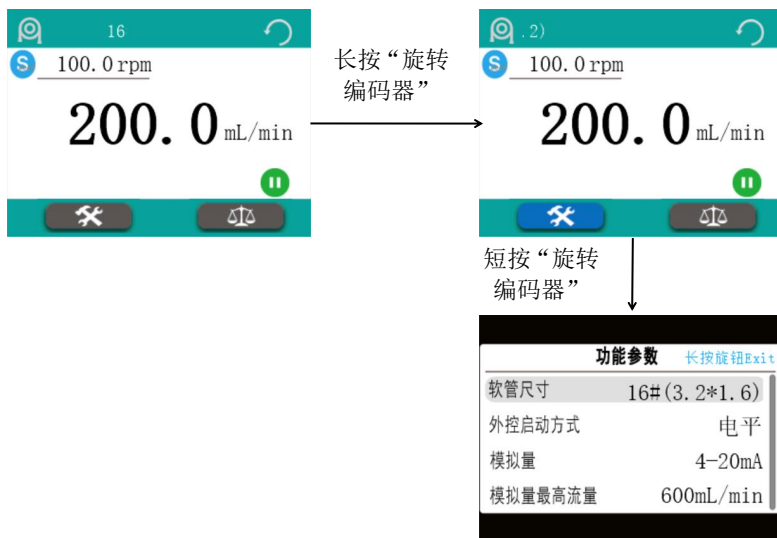 16
S 100.0 rpm
200.0 mL/min
长按“旋转
编码器”
.2)
S 100.0 rpm
200.0 mL/min
短按“旋转
编码器”
功能参数 长按旋钮Exit
软管尺寸 16#(3.2*1.6)
外控启动方式 电平
模拟量 4-20mA
模拟量最高流量 600mL/min